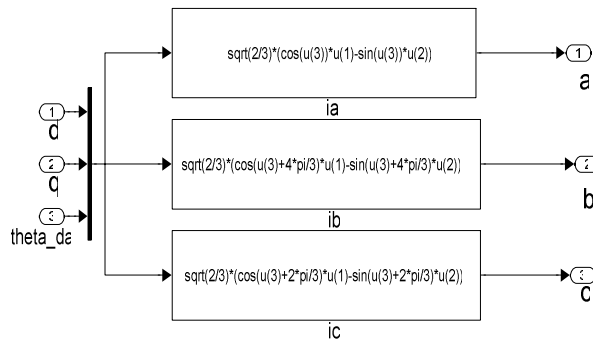 sqrt(2/3)*(cos(u(3))*u(1)-sin(u(3))*u(2))
1
a
ia
1
d
sqrt(2/3)*(cos(u(3)+4*pi/3)*u(1)-sin(u(3)+4*pi/3)*u(2))
2
q
2
b
ib
3
theta_da
sqrt(2/3)*(cos(u(3)+2*pi/3)*u(1)-sin(u(3)+2*pi/3)*u(2))
3
c
ic